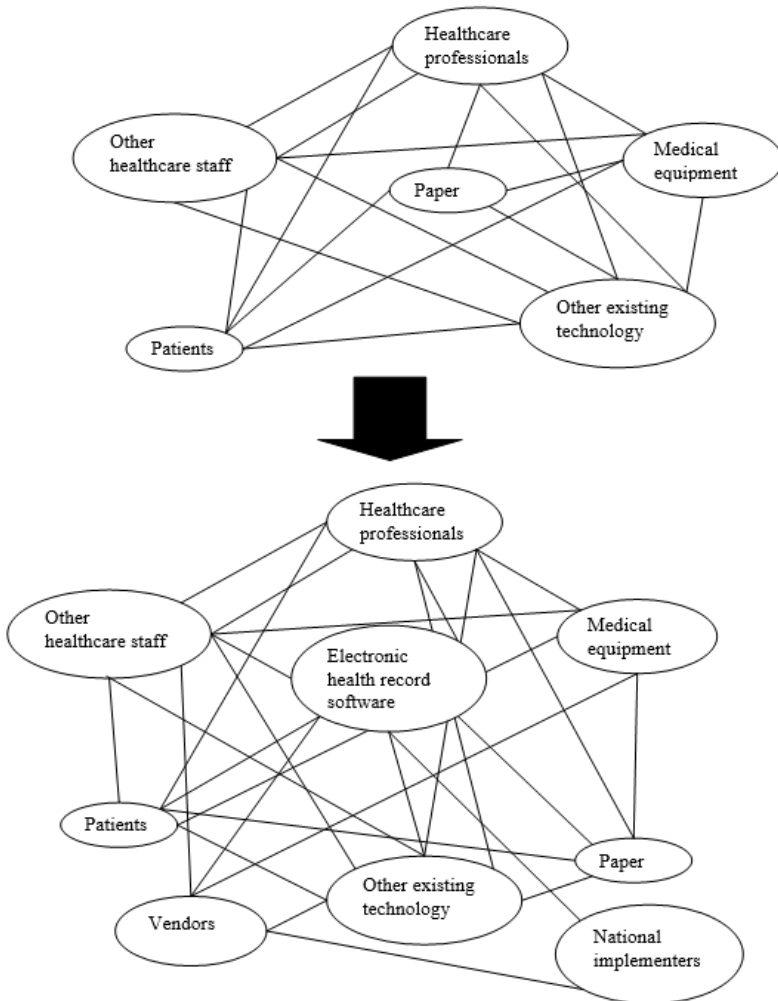 Healthcare
professionals
Other
healthcare staff
Medical
equipment
Paper
Other existing
technology
Patients
Healthcare
professionals
Other
healthcare staff
Medical
equipment
Electronic
health record
software
Patients
Paper
Other existing
technology
Vendors
National
implementers